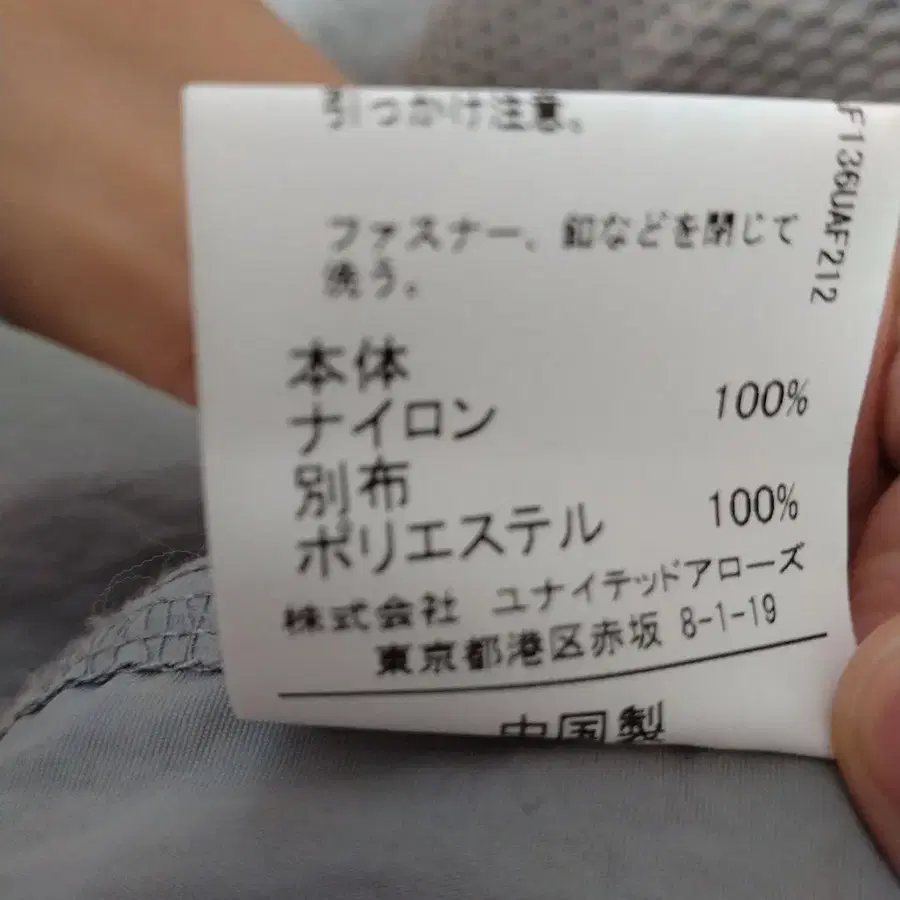 引っかけ注意。
ファスナー、釦などを閉じて
洗う。
本体
ナイロン 100%
別布
ポリエステル 100%
株式会社 ユナイテッドアローズ
東京都港区赤坂 8-1-19
中国製
F136UAF212